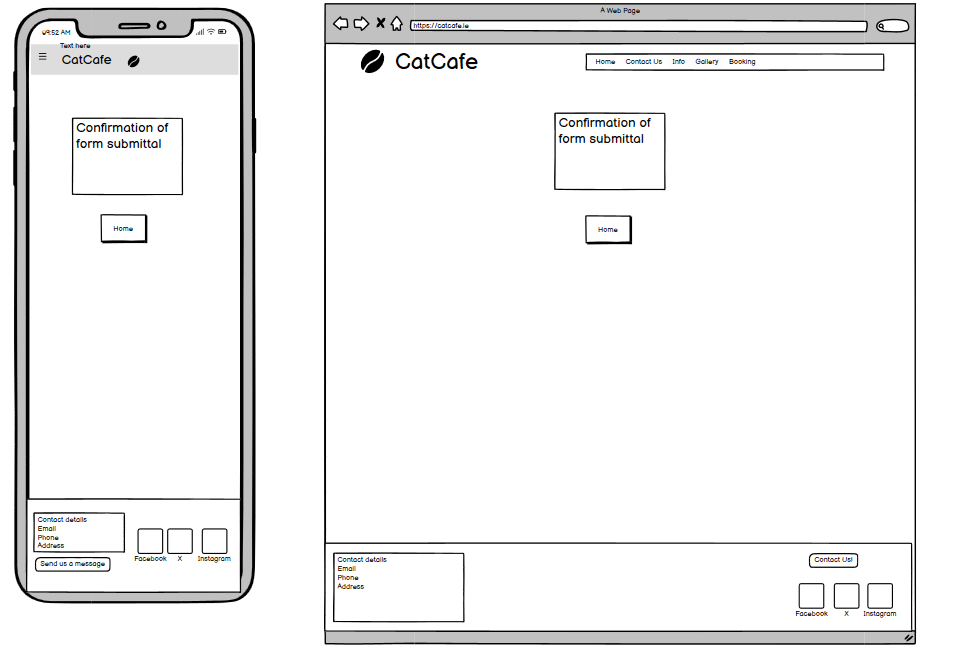 09:52 AM
Text here
CatCafe
Confirmation of
form submittal
Home
Contact details
Email
Phone
Address
Send us a message
Facebook
X
Instagram
A Web Page
https://catcafe.ie
CatCafe
Home Contact Us Info Gallery Booking
Confirmation of
form submittal
Home
Contact details
Email
Phone
Address
Contact Us!
Facebook
X
Instagram